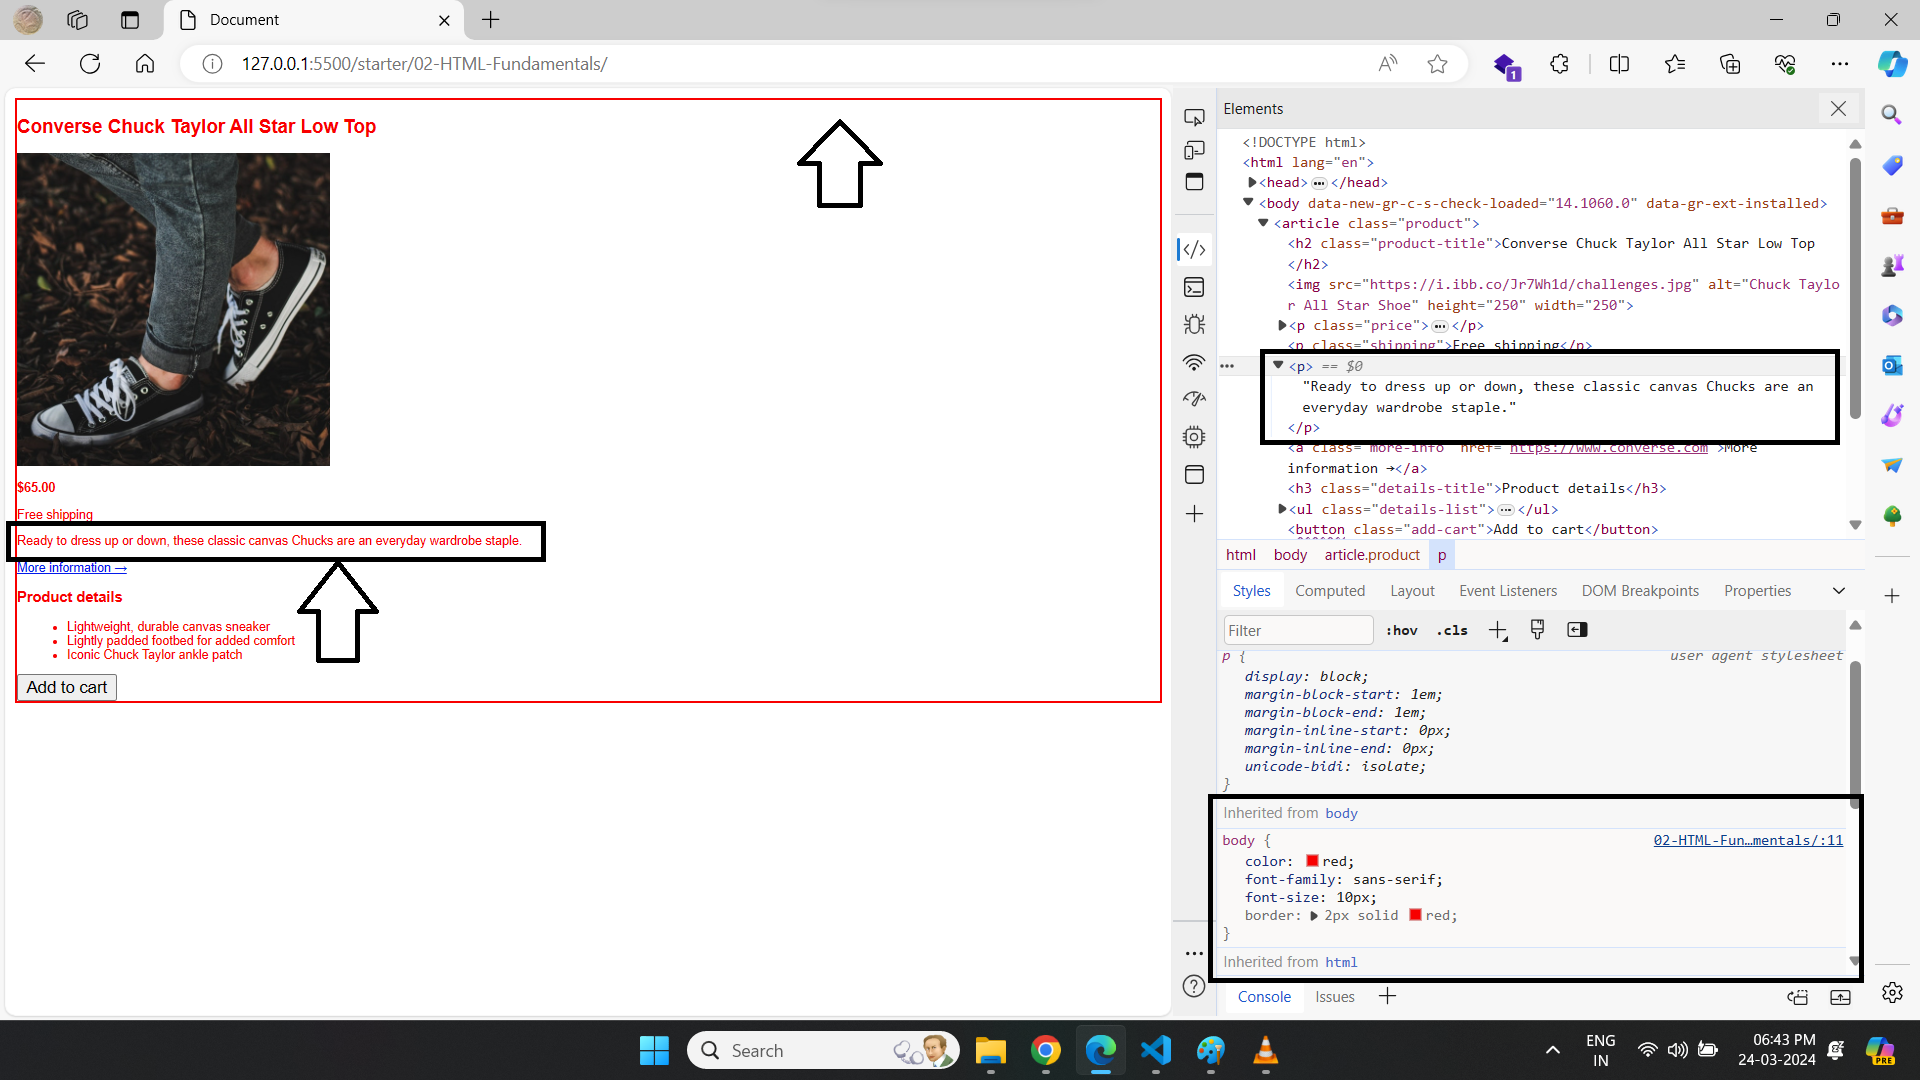 Document
127.0.0.1:5500/starter/02-HTML-Fundamentals/
1
Converse Chuck Taylor All Star Low Top
$65.00
Free shipping
Ready to dress up or down, these classic canvas Chucks are an everyday wardrobe staple.
More information →
Product details
• Lightweight, durable canvas sneaker
• Lightly padded footbed for added comfort
• Iconic Chuck Taylor ankle patch
Add to cart
Elements
<!DOCTYPE html>
<html lang="en">
<head> ••• </head>
<body data-new-gr-c-s-check-loaded="14.1060.0" data-gr-ext-installed>
<article class="product">
<h2 class="product-title">Converse Chuck Taylor All Star Low Top
</h2>
<img src="https://i.ibb.co/Jr7Wh1d/challenges.jpg" alt="Chuck Taylo
r All Star Shoe" height="250" width="250">
<p class="price"> ••• </p>
<p class="shipping">Free shipping</p>
<p> == $0
"Ready to dress up or down, these classic canvas Chucks are an
everyday wardrobe staple."
</p>
<a class="more-info" href="https://www.converse.com">More
information →</a>
<h3 class="details-title">Product details</h3>
<ul class="details-list"> ••• </ul>
<button class="add-cart">Add to cart</button>
html body article.product p
Styles Computed Layout Event Listeners DOM Breakpoints Properties
Filter :hov .cls
p { user agent stylesheet
display: block;
margin-block-start: 1em;
margin-block-end: 1em;
margin-inline-start: 0px;
margin-inline-end: 0px;
unicode-bidi: isolate;
}
Inherited from body
body { 02-HTML-Fun…mentals/:11
color: red;
font-family: sans-serif;
font-size: 10px;
border: 2px solid red;
}
Inherited from html
Console Issues
Search
ENG
IN
06:43 PM
24-03-2024
PRE